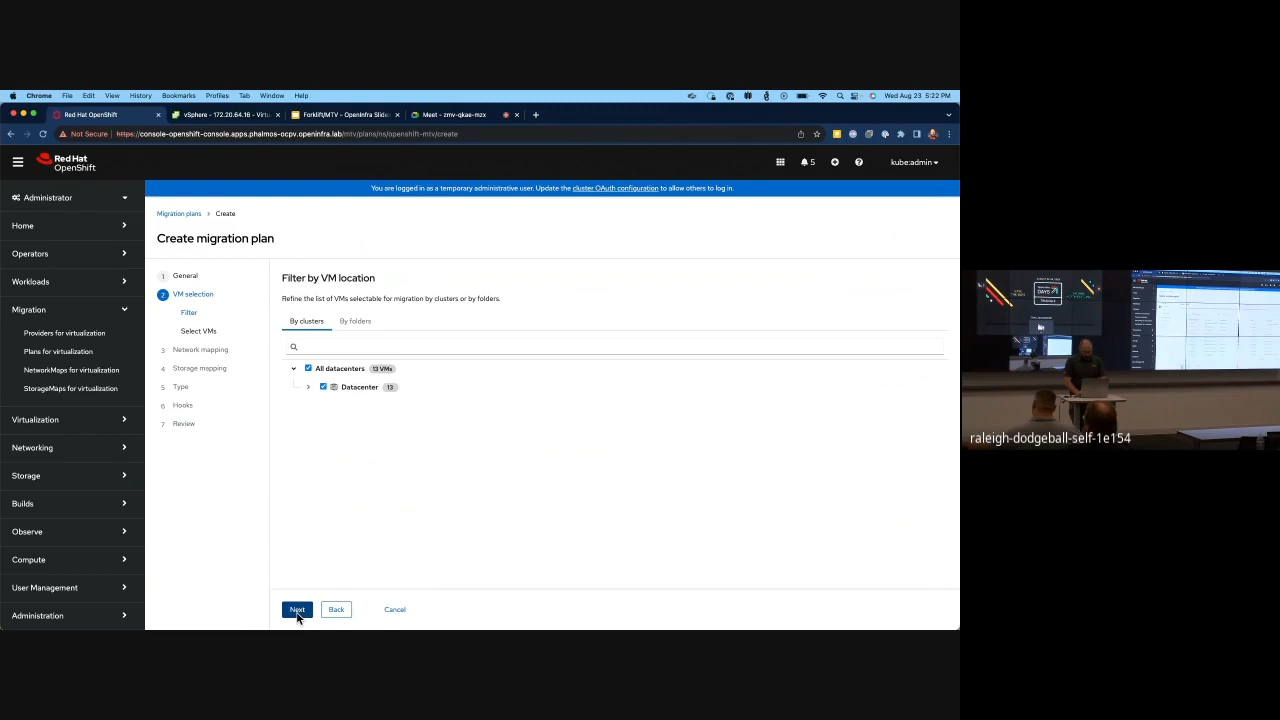 Chrome File Edit View History Bookmarks Profiles Tab Window Help Wed Aug 23 5:22 PM
Red Hat OpenShift
vSphere - 172.20.64.16 - Virtu
Forklift/MTV - OpenInfra Slide
Meet – zmv-qkae-mzx
Not Secure https://console-openshift-console.apps.phalmos-ocpv.openinfra.lab/mtv/plans/ns/openshift-mtv/create
Red Hat
OpenShift
5
kube:admin
You are logged in as a temporary administrative user. Update the cluster OAuth configuration to allow others to log in.
Administrator
Home
Operators
Workloads
Migration
Providers for virtualization
Plans for virtualization
NetworkMaps for virtualization
StorageMaps for virtualization
Virtualization
Networking
Storage
Builds
Observe
Compute
User Management
Administration
Migration plans > Create
Create migration plan
1 General
2 VM selection
Filter
Select VMs
3 Network mapping
4 Storage mapping
5 Type
6 Hooks
7 Review
Filter by VM location
Refine the list of VMs selectable for migration by clusters or by folders.
By clusters By folders
All datacenters 13 VMs
Datacenter 13
Next Back Cancel
raleigh-dodgeball-self-1e154